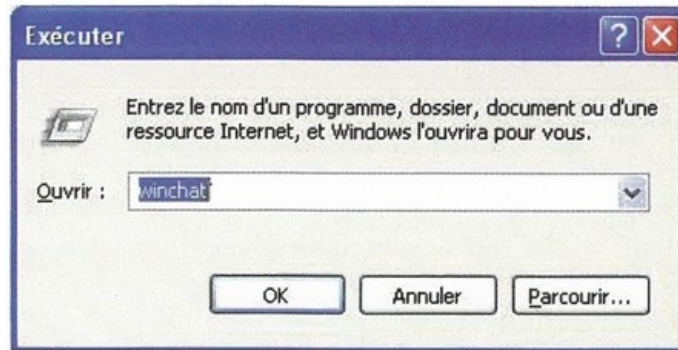 Exécuter
Entrez le nom d'un programme, dossier, document ou d'une
ressource Internet, et Windows l'ouvrira pour vous.
Ouvrir : winchat
OK Annuler Parcourir...